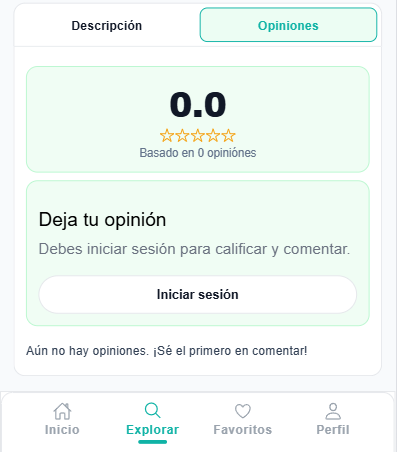 Descripción
Opiniones
0.0
Basado en 0 opiniónes
Deja tu opinión
Debes iniciar sesión para calificar y comentar.
Iniciar sesión
Aún no hay opiniones. ¡Sé el primero en comentar!
Inicio
Explorar
Favoritos
Perfil